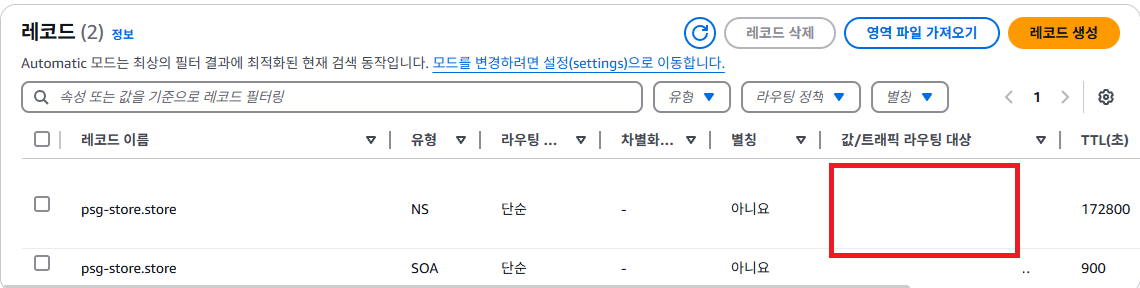 레코드 (2) 정보
레코드 삭제
영역 파일 가져오기
레코드 생성
Automatic 모드는 최상의 필터 결과에 최적화된 현재 검색 동작입니다. 모드를 변경하려면 설정(settings)으로 이동합니다.
속성 또는 값을 기준으로 레코드 필터링
유형
라우팅 정책
별칭
1
레코드 이름 유형 라우팅 ... 차별화... 별칭 값/트래픽 라우팅 대상 TTL(초)
psg-store.store NS 단순 - 아니요 172800
psg-store.store SOA 단순 - 아니요 .. 900